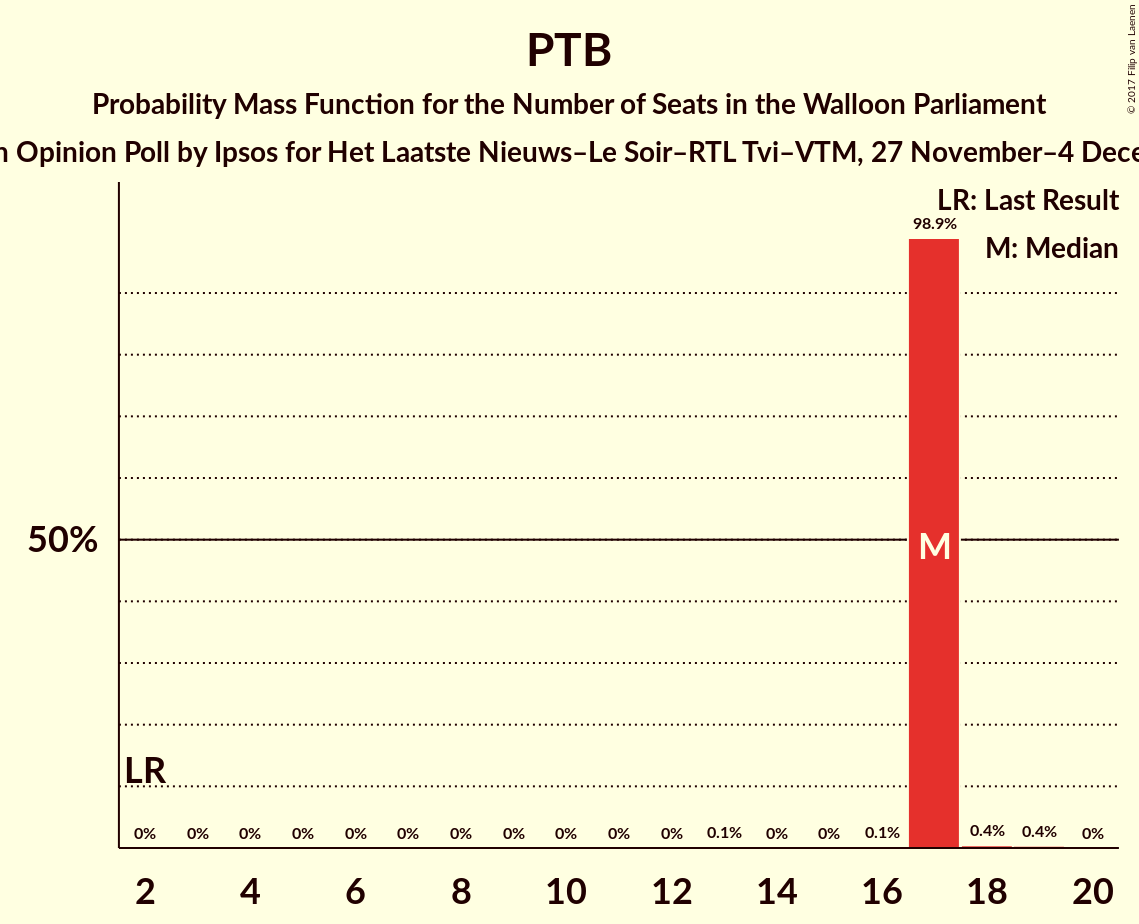 PTB
Probability Mass Function for the Number of Seats in the Walloon Parliament
Opinion Poll by Ipsos for Het Laatste Nieuws–Le Soir–RTL Tvi–VTM, 27 November–4
© 2017 Filip van Laenen
LR: Last Result
98.9%
M: Median
50%
M
LR
0% 0% 0% 0% 0% 0% 0% 0% 0% 0% 0% 0.1% 0% 0% 0.1% 0.4% 0.4% 0%
2 4 6 8 10 12 14 16 18 20